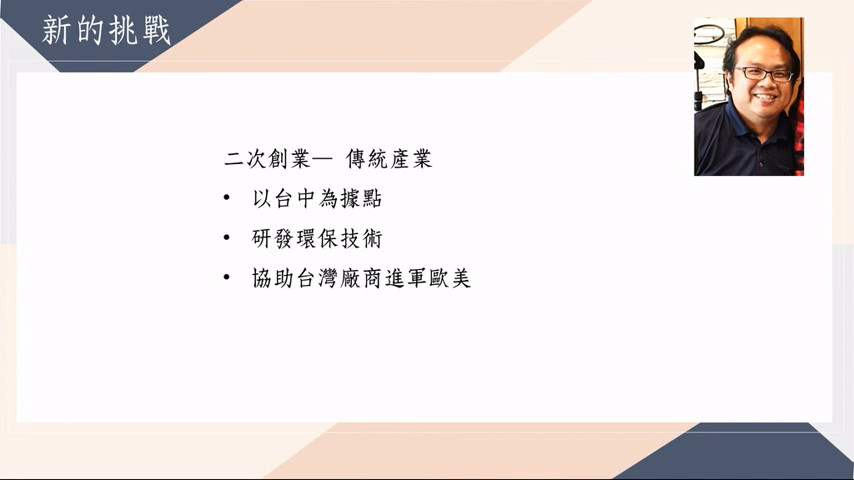 新的挑戰
二次創業— 傳統產業
• 以台中為據點
• 研發環保技術
• 協助台灣廠商進軍歐美